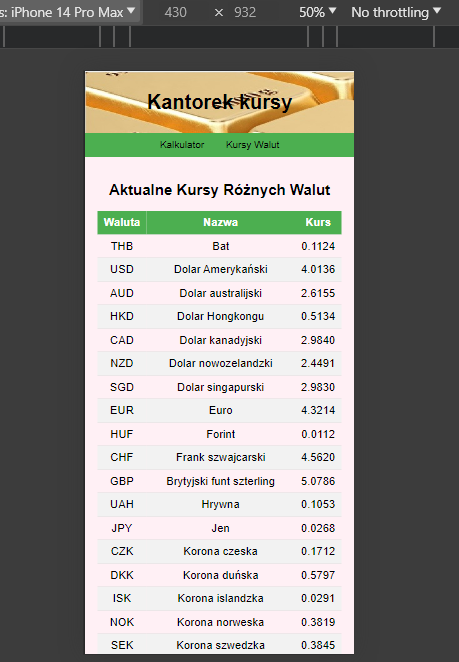 s: iPhone 14 Pro Max ▼ 430 × 932 50% ▼ No throttling ▼
Kantorek kursy
Kalkulator Kursy Walut
Aktualne Kursy Różnych Walut
Waluta Nazwa Kurs
THB Bat 0.1124
USD Dolar Amerykański 4.0136
AUD Dolar australijski 2.6155
HKD Dolar Hongkongu 0.5134
CAD Dolar kanadyjski 2.9840
NZD Dolar nowozelandzki 2.4491
SGD Dolar singapurski 2.9830
EUR Euro 4.3214
HUF Forint 0.0112
CHF Frank szwajcarski 4.5620
GBP Brytyjski funt szterling 5.0786
UAH Hrywna 0.1053
JPY Jen 0.0268
CZK Korona czeska 0.1712
DKK Korona duńska 0.5797
ISK Korona islandzka 0.0291
NOK Korona norweska 0.3819
SEK Korona szwedzka 0.3845